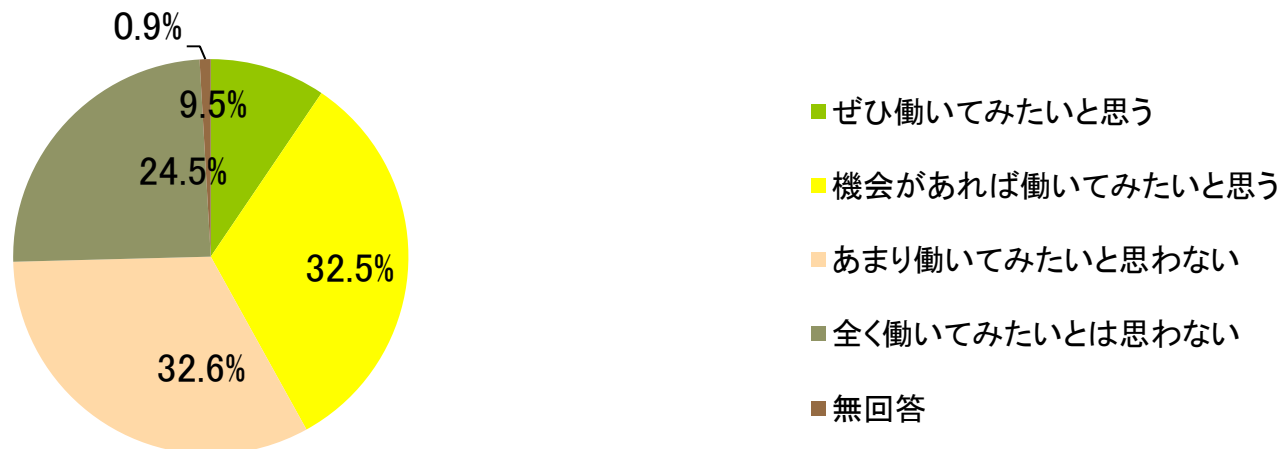 0.9%
9.5%
24.5%
32.5%
32.6%
ぜひ働いてみたいと思う
機会があれば働いてみたいと思う
あまり働いてみたいと思わない
全く働いてみたいとは思わない
無回答